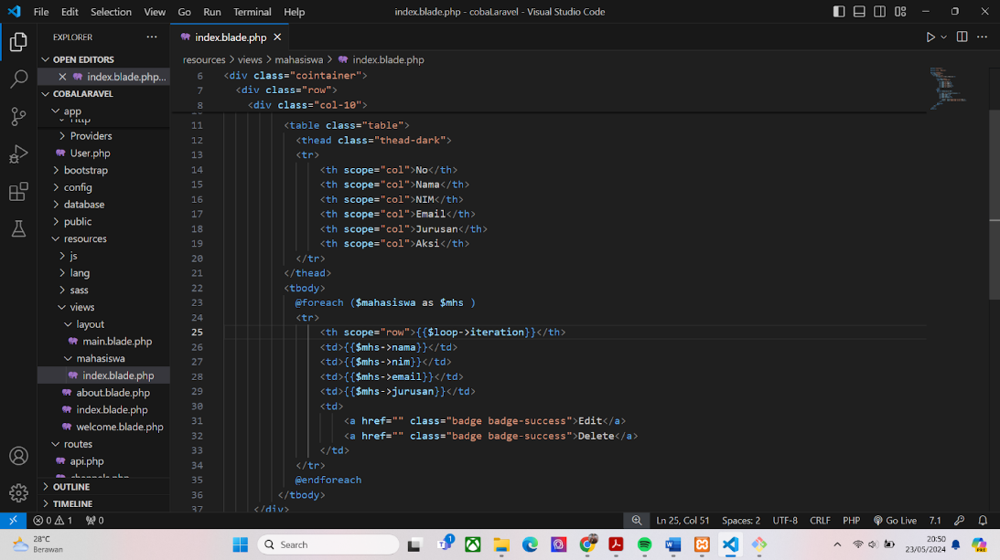 File Edit Selection View Go Run Terminal Help
index.blade.php - cobaLaravel - Visual Studio Code
EXPLORER
OPEN EDITORS
index.blade.php...
COBALARAVEL
app
Http
Providers
User.php
bootstrap
config
database
public
resources
js
lang
sass
views
layout
main.blade.php
mahasiswa
index.blade.php
about.blade.php
index.blade.php
welcome.blade.php
routes
api.php
channels.php
OUTLINE
TIMELINE
index.blade.php
resources > views > mahasiswa > index.blade.php
6 <div class="cointainer">
7 <div class="row">
8 <div class="col-10">
11 <table class="table">
12 <thead class="thead-dark">
13 <tr>
14 <th scope="col">No</th>
15 <th scope="col">Nama</th>
16 <th scope="col">NIM</th>
17 <th scope="col">Email</th>
18 <th scope="col">Jurusan</th>
19 <th scope="col">Aksi</th>
20 </tr>
21 </thead>
22 <tbody>
23 @foreach ($mahasiswa as $mhs )
24 <tr>
25 <th scope="row">{{$loop->iteration}}</th>
26 <td>{{$mhs->nama}}</td>
27 <td>{{$mhs->nim}}</td>
28 <td>{{$mhs->email}}</td>
29 <td>{{$mhs->jurusan}}</td>
30 <td>
31 <a href="" class="badge badge-success">Edit</a>
32 <a href="" class="badge badge-success">Delete</a>
33 </td>
34 </tr>
35 @endforeach
36 </tbody>
37 </div>
0 1 0 Ln 25, Col 51 Spaces: 2 UTF-8 CRLF PHP Go Live 7.1
28°C
Berawan
Search
20:50
23/05/2024